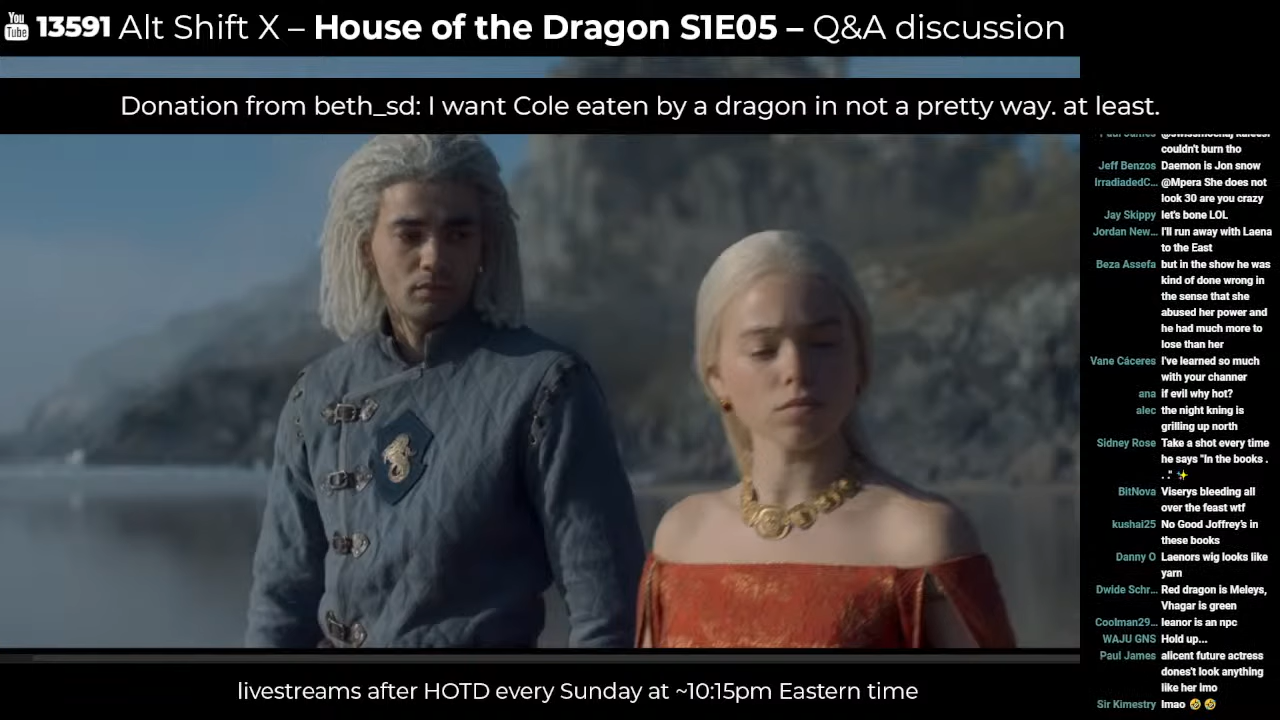 You Tube 13591 Alt Shift X – House of the Dragon S1E05 – Q&A discussion
Donation from beth_sd: I want Cole eaten by a dragon in not a pretty way. at least.
couldn't burn tho
Jeff Benzos Daemon is Jon snow
IrradiadedC... @Mpera She does not
look 30 are you crazy
Jay Skippy let's bone LOL
Jordan New... I'll run away with Laena
to the East
Beza Assefa but in the show he was
kind of done wrong in
the sense that she
abused her power and
he had much more to
lose than her
Vane Cáceres I've learned so much
with your channer
ana if evil why hot?
alec the night kning is
grilling up north
Sidney Rose Take a shot every time
he says "In the books .
. ." ✨
BitNova Viserys bleeding all
over the feast wtf
kushai25 No Good Joffrey's in
these books
Danny O Laenors wig looks like
yarn
Dwide Schr... Red dragon is Meleys,
Vhagar is green
Coolman29... leanor is an npc
WAJU GNS Hold up...
Paul James alicent future actress
dones't look anything
like her lmo
Sir Kimestry lmao 🤣 🤣
livestreams after HOTD every Sunday at ~10:15pm Eastern time